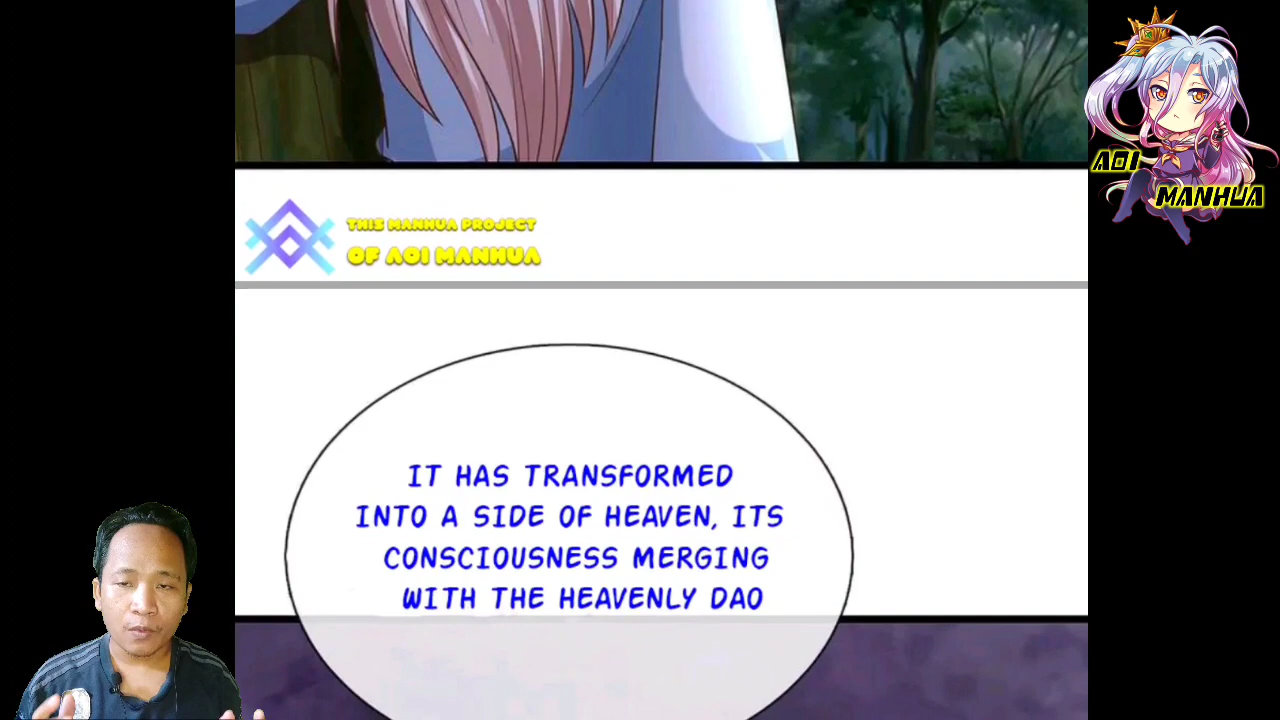 AOI
MANHUA
THIS MANHUA PROJECT
OF AOI MANHUA
IT HAS TRANSFORMED
INTO A SIDE OF HEAVEN, ITS
CONSCIOUSNESS MERGING
WITH THE HEAVENLY DAO